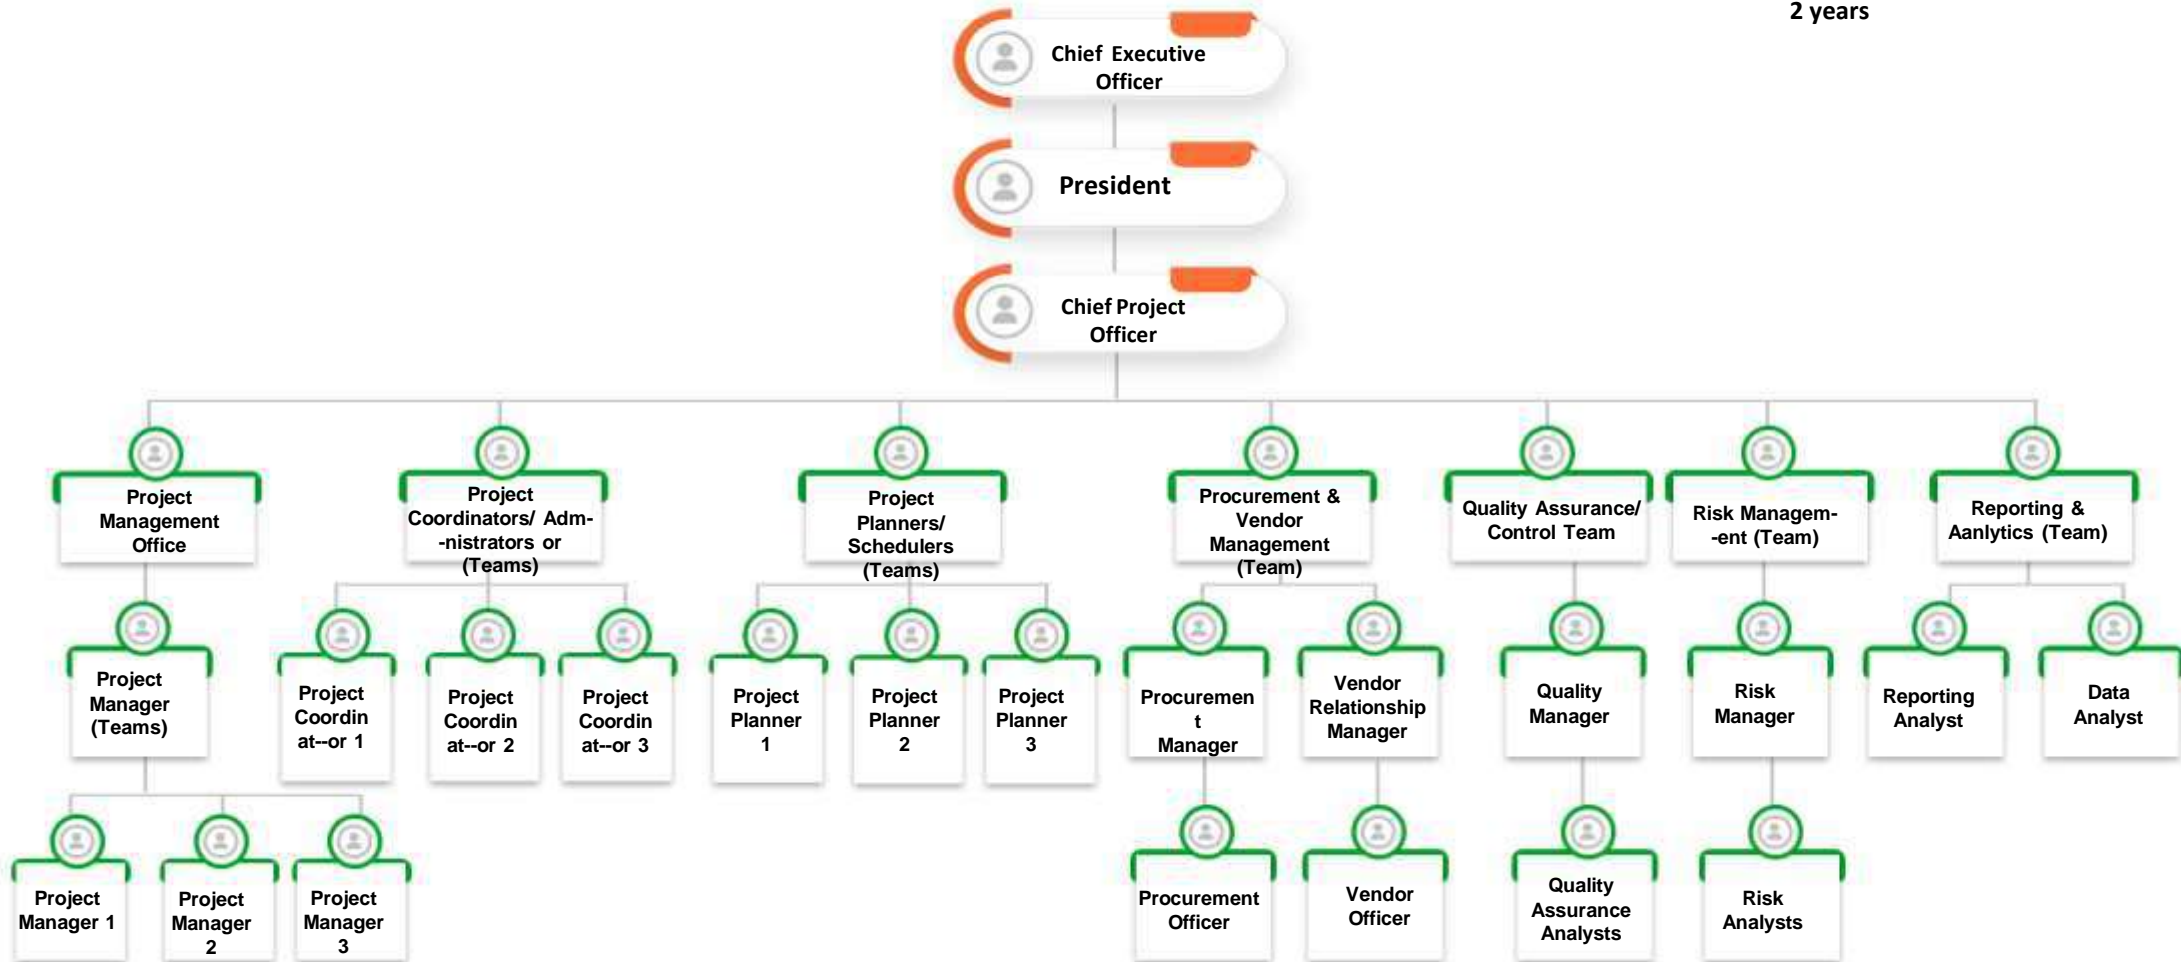 2 years
Chief Executive
Officer
President
Chief Project
Officer
Project
Management
Office
Project
Coordinators/ Adm-
-nistrators or
(Teams)
Project
Planners/
Schedulers
(Teams)
Procurement &
Vendor
Management
(Team)
Quality Assurance/
Control Team
Risk Managem-
-ent (Team)
Reporting &
Aanlytics (Team)
Project
Manager
(Teams)
Project
Coordin
at--or 1
Project
Coordin
at--or 2
Project
Coordin
at--or 3
Project
Planner
1
Project
Planner
2
Project
Planner
3
Procuremen
t
Manager
Vendor
Relationship
Manager
Quality
Manager
Risk
Manager
Reporting
Analyst
Data
Analyst
Project
Manager 1
Project
Manager
2
Project
Manager
3
Procurement
Officer
Vendor
Officer
Quality
Assurance
Analysts
Risk
Analysts